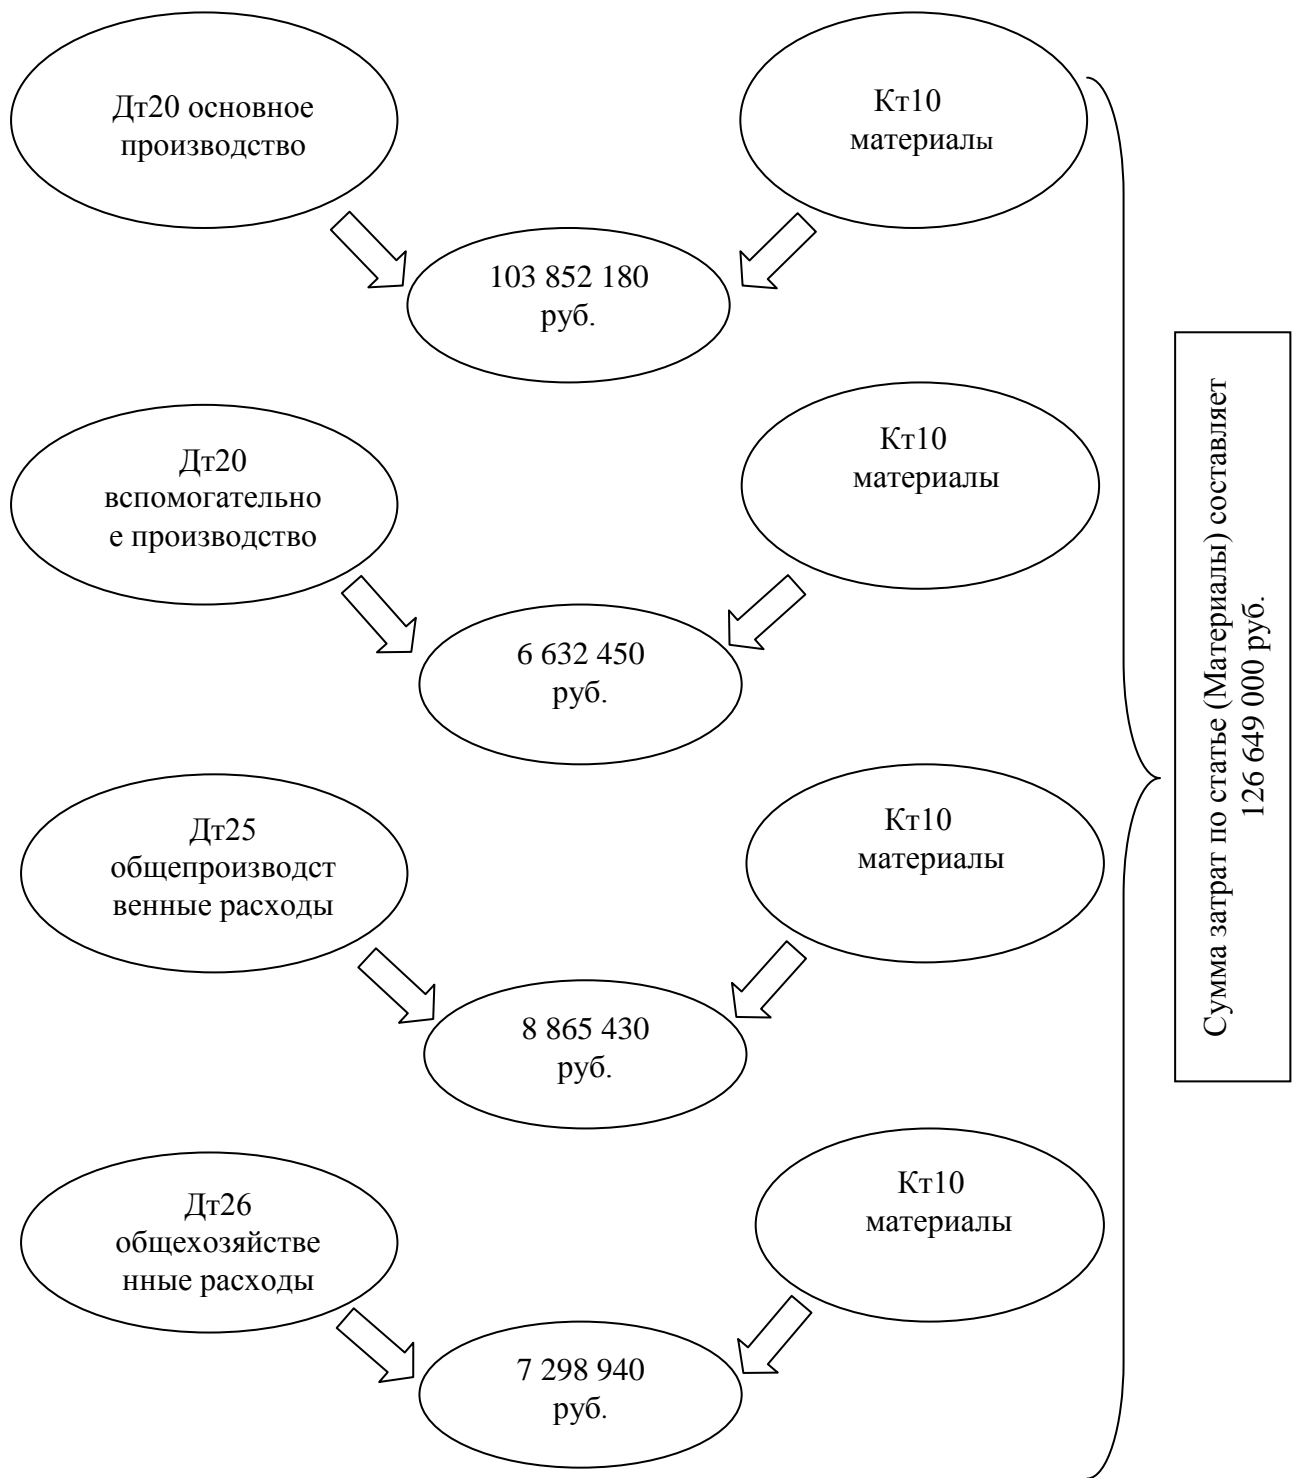 Дт20 основное
производство
Кт10
материалы
103 852 180
руб.
Дт20
вспомогательно
е производство
Кт10
материалы
6 632 450
руб.
Дт25
общепроизводст
венные расходы
Кт10
материалы
8 865 430
руб.
Дт26
общехозяйстве
нные расходы
Кт10
материалы
7 298 940
руб.
Сумма затрат по статье (Материалы) составляет
126 649 000 руб.